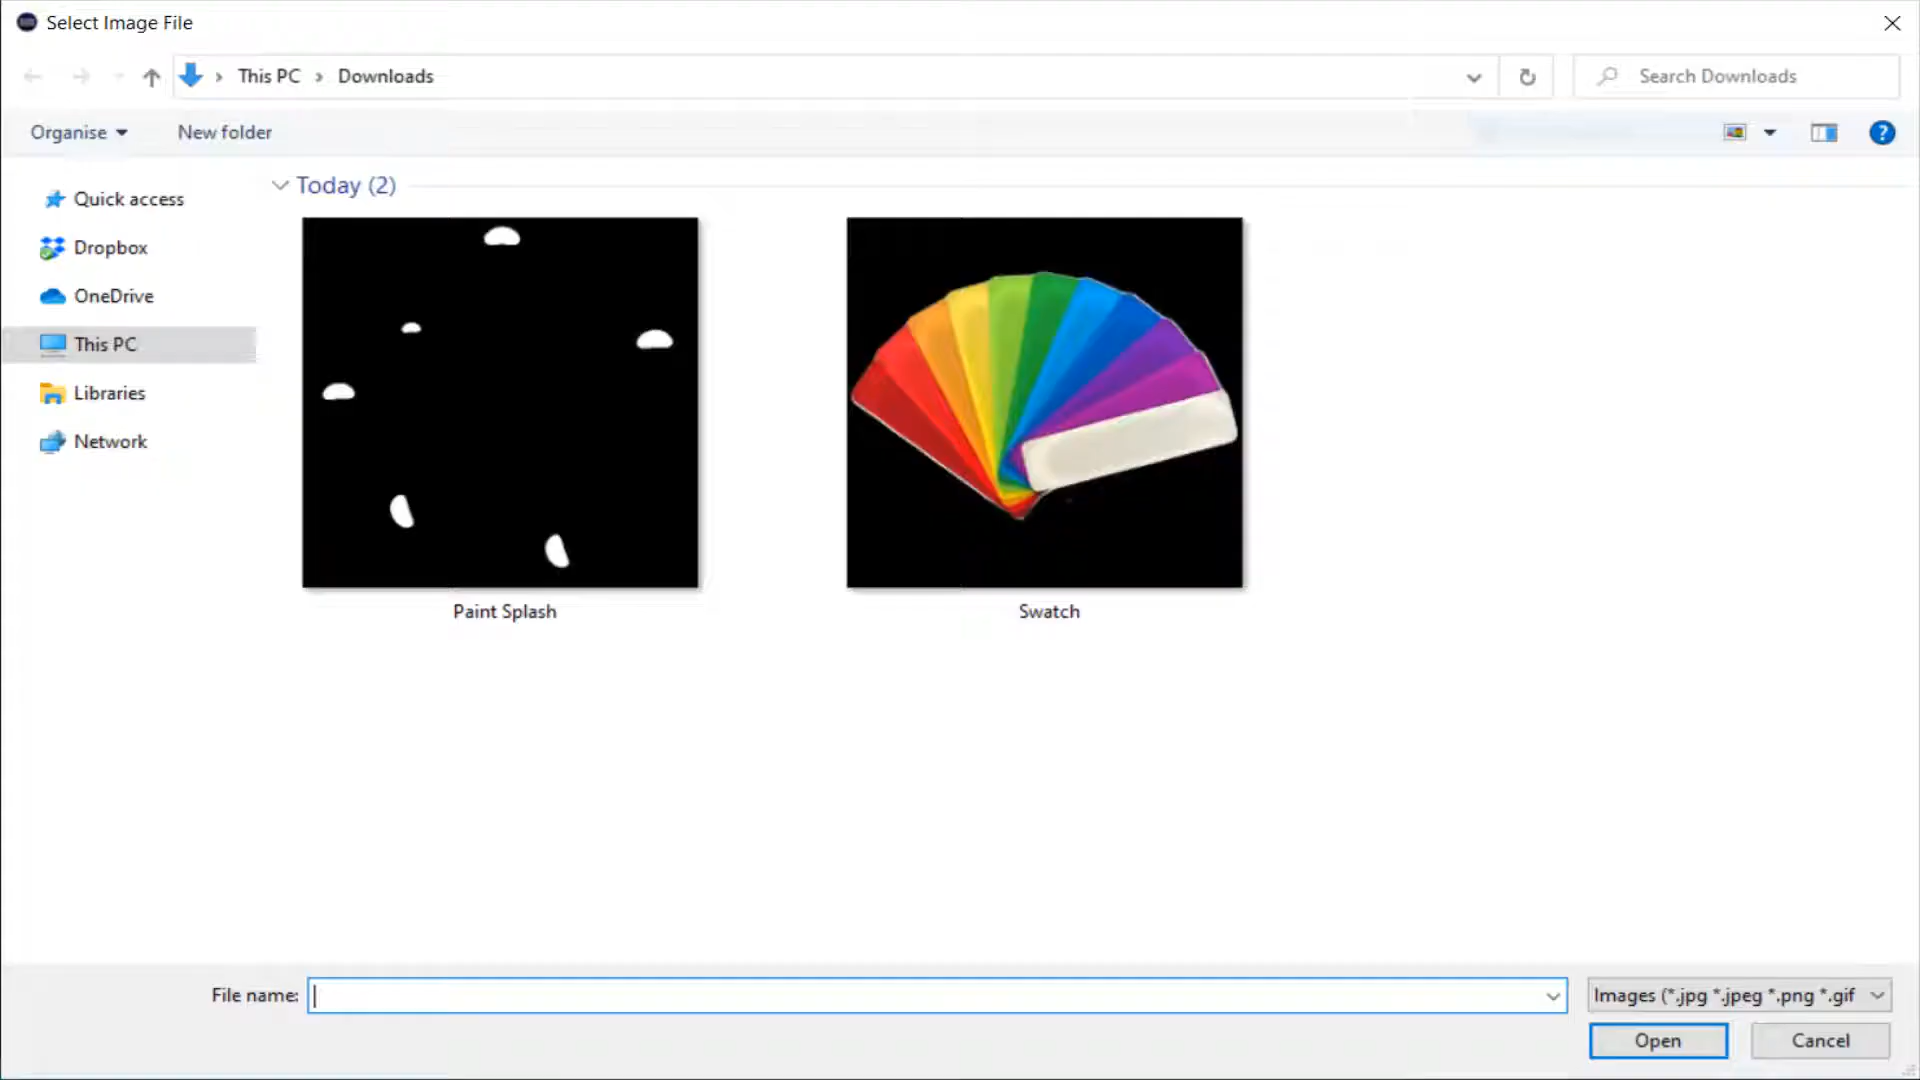 Select Image File
This PC › Downloads
Search Downloads
Organise
New folder
Today (2)
Quick access
Dropbox
OneDrive
This PC
Libraries
Network
Paint Splash
Swatch
File name:
Images (*.jpg *.jpeg *.png *.gif
Open
Cancel